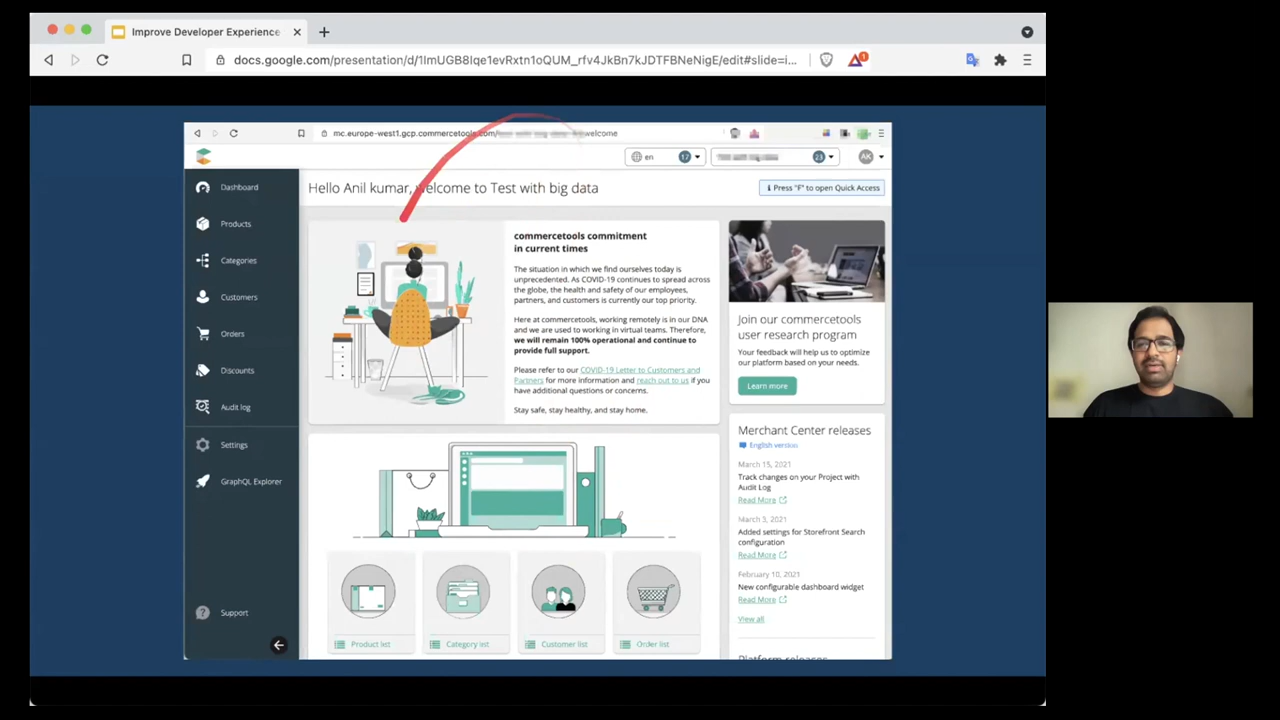 Improve Developer Experience
docs.google.com/presentation/d/1ImUGB8Iqe1evRxtn1oQUM_rfv4JkBn7kJDTFBNeNigE/edit#slide=i...
1
mc.europe-west1.gcp.commercetools.com/
welcome
en
17
23
AK
Dashboard
Products
Categories
Customers
Orders
Discounts
Audit log
Settings
GraphQL Explorer
Support
Hello Anil kumar, welcome to Test with big data
Press "F" to open Quick Access
commercetools commitment
in current times
The situation in which we find ourselves today is
unprecedented. As COVID-19 continues to spread across
the globe, the health and safety of our employees,
partners, and customers is currently our top priority.
Here at commercetools, working remotely is in our DNA
and we are used to working in virtual teams. Therefore,
we will remain 100% operational and continue to
provide full support.
Please refer to our COVID-19 Letter to Customers and
Partners for more information and reach out to us if you
have additional questions or concerns.
Stay safe, stay healthy, and stay home.
Product list
Category list
Customer list
Order list
Join our commercetools
user research program
Your feedback will help us to optimize
our platform based on your needs.
Learn more
Merchant Center releases
English version
March 15, 2021
Track changes on your Project with
Audit Log
Read More
March 3, 2021
Added settings for Storefront Search
configuration
Read More
February 10, 2021
New configurable dashboard widget
Read More
View all
Platform releases